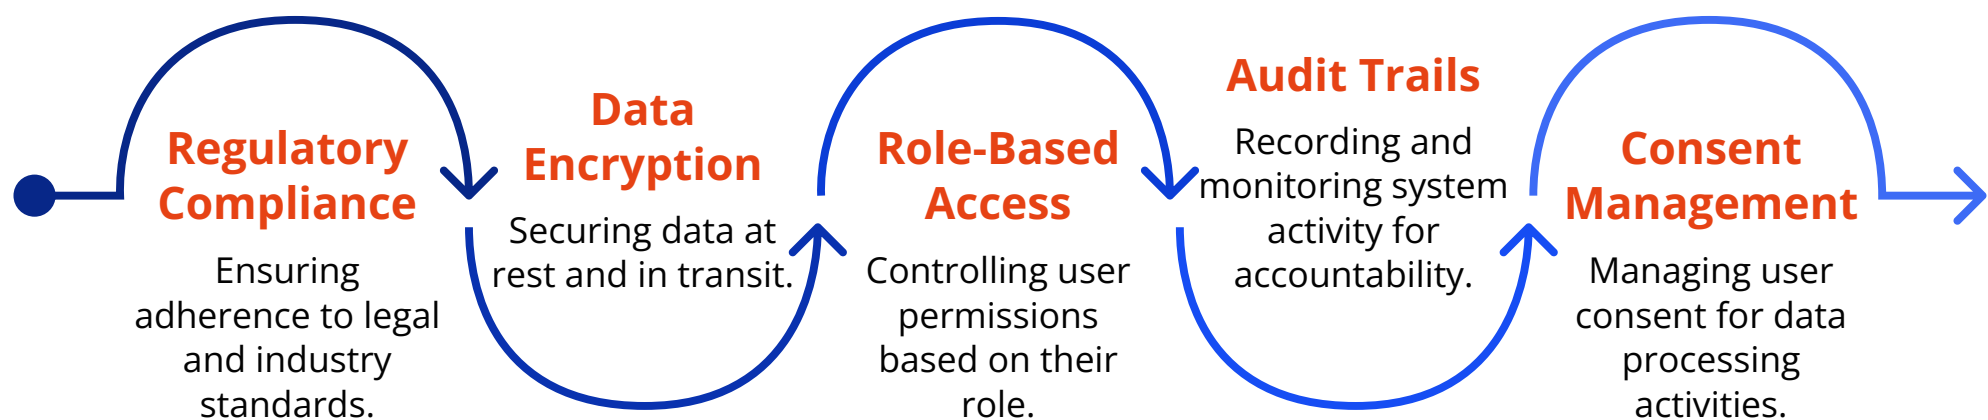 Regulatory
Compliance
Ensuring
adherence to legal
and industry
standards.
Data
Encryption
Securing data at
rest and in transit.
Role-Based
Access
Controlling user
permissions
based on their
role.
Audit Trails
Recording and
monitoring system
activity for
accountability.
Consent
Management
Managing user
consent for data
processing
activities.